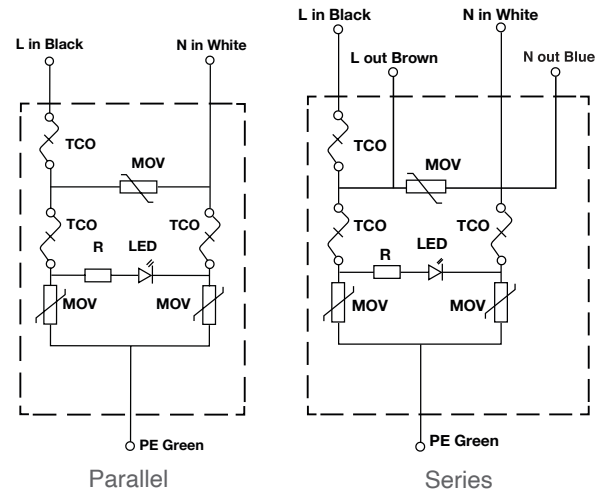 L in Black
N in White
TCO
MOV
TCO
TCO
R
LED
MOV
MOV
PE Green
Parallel
L in Black
N in White
L out Brown
N out Blue
TCO
MOV
TCO
TCO
R
LED
MOV
MOV
PE Green
Series